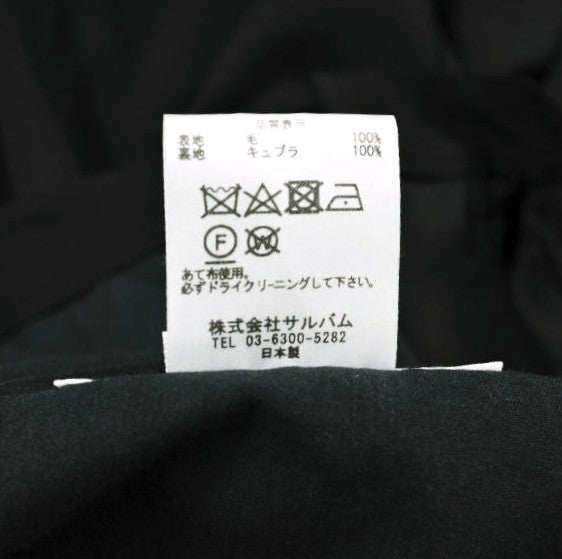 品質表示
表地 毛 100%
裏地 キュプラ 100%
F
W
あて布使用。
必ずドライクリーニングして下さい。
株式会社サルバム
TEL 03-6300-5282
日本製